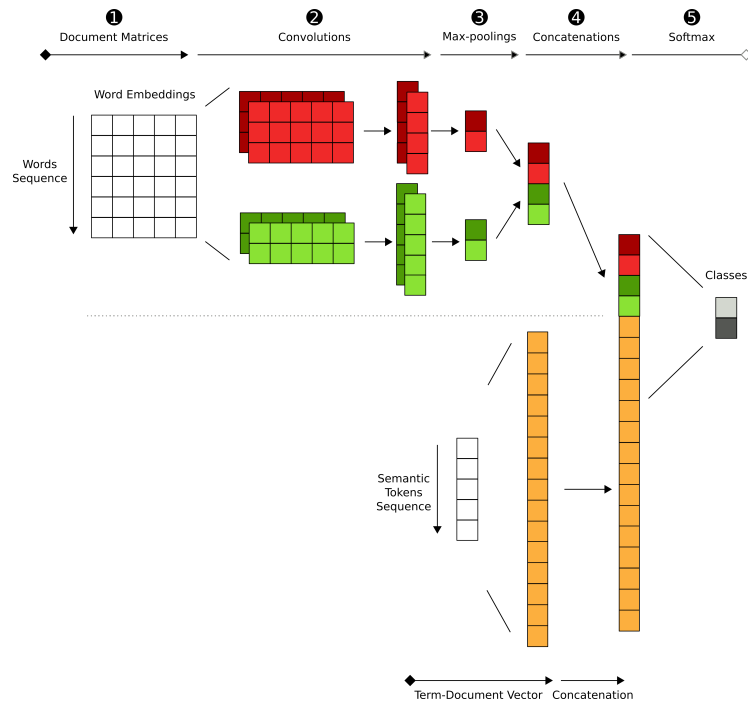 ❶ ❷ ❸ ❹ ❺
Document Matrices Convolutions Max-poolings Concatenations Softmax
Word Embeddings
Words
Sequence
Classes
Semantic
Tokens
Sequence
Term-Document Vector Concatenation